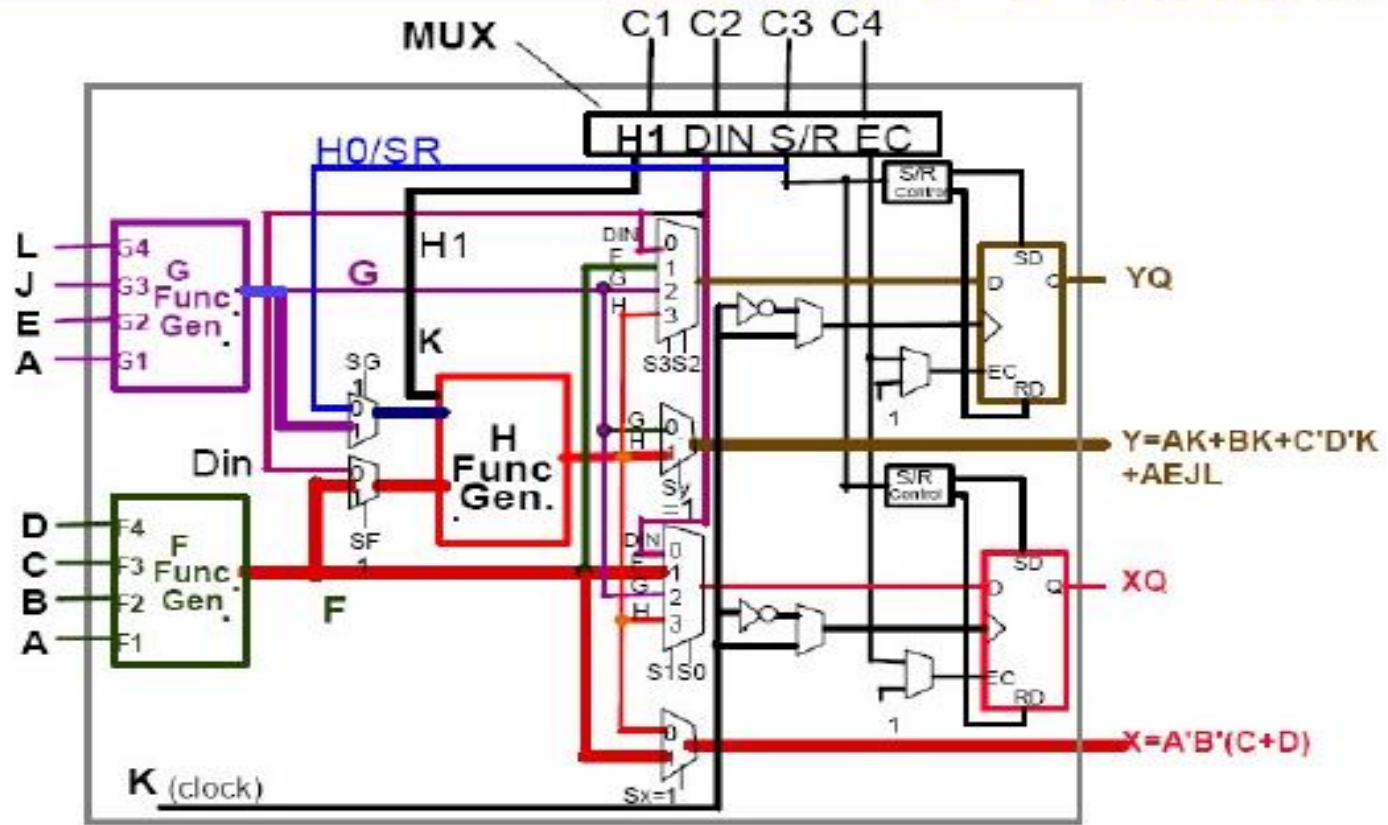 MUX C1 C2 C3 C4
H1 DIN S/R EC
H0/SR
S/R Control
L G4
J G3
E G2
A G1
G Func Gen.
G
H1
K
SG
1
0
1
Din
0
1
SF
1
H Func Gen.
D F4
C F3
B F2
A F1
F Func Gen.
F
DIN 0
F 1
G 2
H 3
S3S2
G 0
H 1
Sy =1
DIN 0
F 1
G 2
H 3
S1S0
0
1
Sx=1
SD
D
EC
RD
1
YQ
Y=AK+BK+C'D'K
+AEJL
S/R Control
SD
D Q
EC
RD
1
XQ
X=A'B'(C+D)
K (clock)